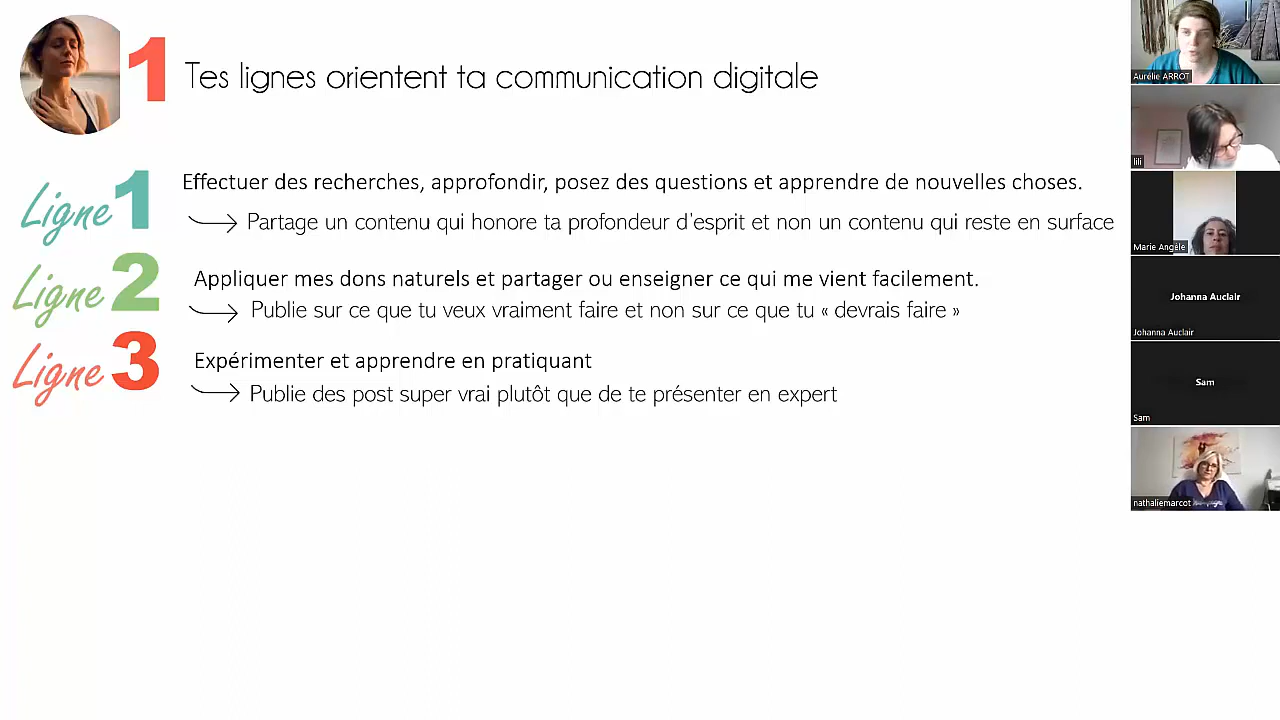 1 Tes lignes orientent ta communication digitale
Ligne 1
Effectuer des recherches, approfondir, posez des questions et apprendre de nouvelles choses.
Partage un contenu qui honore ta profondeur d'esprit et non un contenu qui reste en surface
Ligne 2
Appliquer mes dons naturels et partager ou enseigner ce qui me vient facilement.
Publie sur ce que tu veux vraiment faire et non sur ce que tu « devrais faire »
Ligne 3
Expérimenter et apprendre en pratiquant
Publie des post super vrai plutôt que de te présenter en expert
Aurélie ARROT
lili
Marie Angèle
Johanna Auclair
Johanna Auclair
Sam
Sam
nathaliemarcot